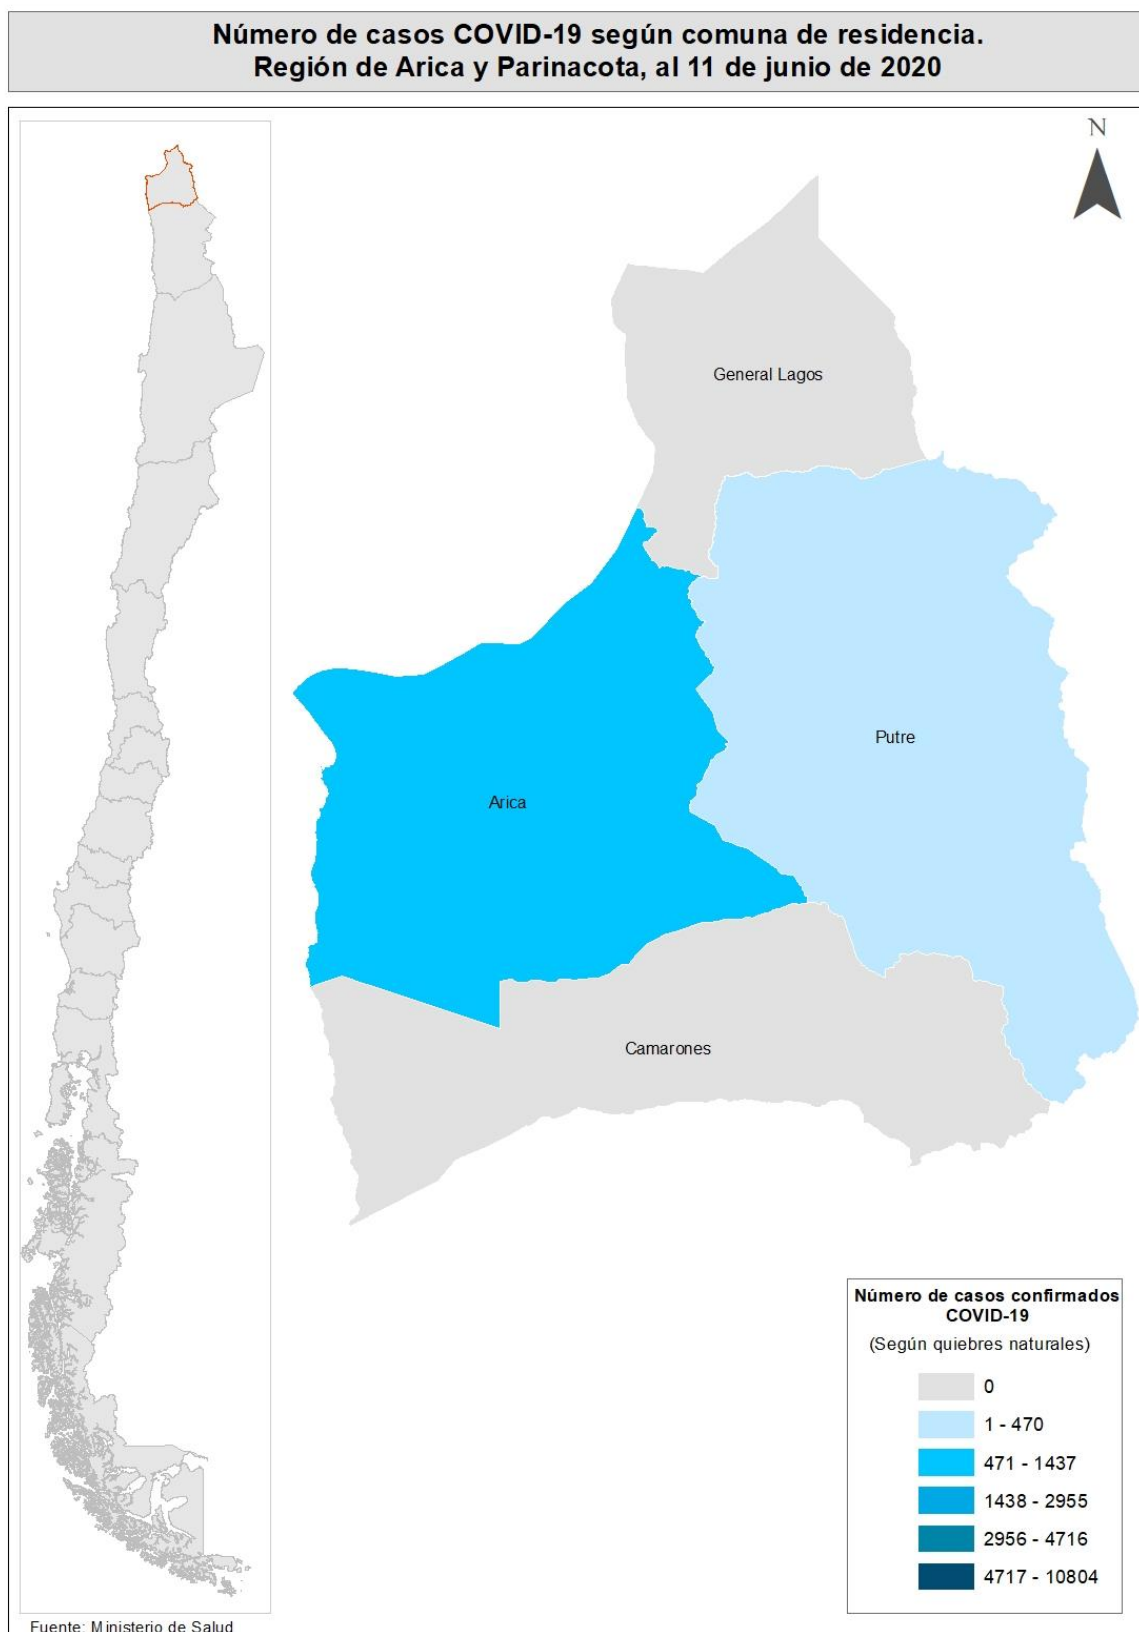 Número de casos COVID-19 según comuna de residencia.
Región de Arica y Parinacota, al 11 de junio de 2020
N
General Lagos
Putre
Arica
Camarones
Número de casos confirmados
COVID-19
(Según quiebres naturales)
0
1 - 470
471 - 1437
1438 - 2955
2956 - 4716
4717 - 10804
Fuente: Ministerio de Salud